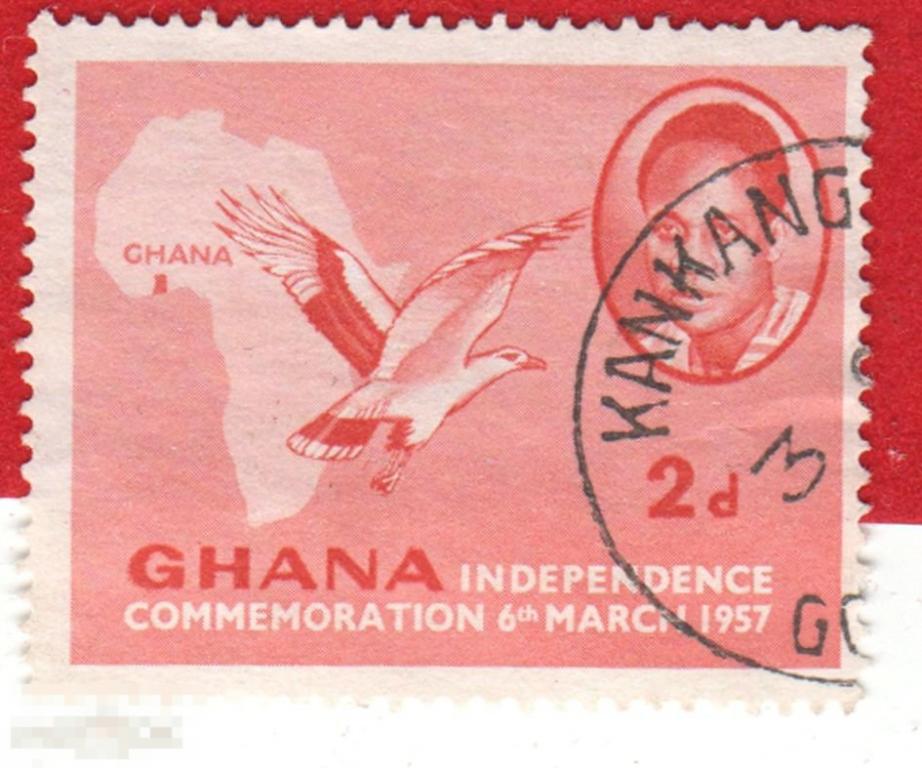 GHANA
KANKANG
2d
3
GHANA INDEPENDENCE
COMMEMORATION 6th MARCH 1957